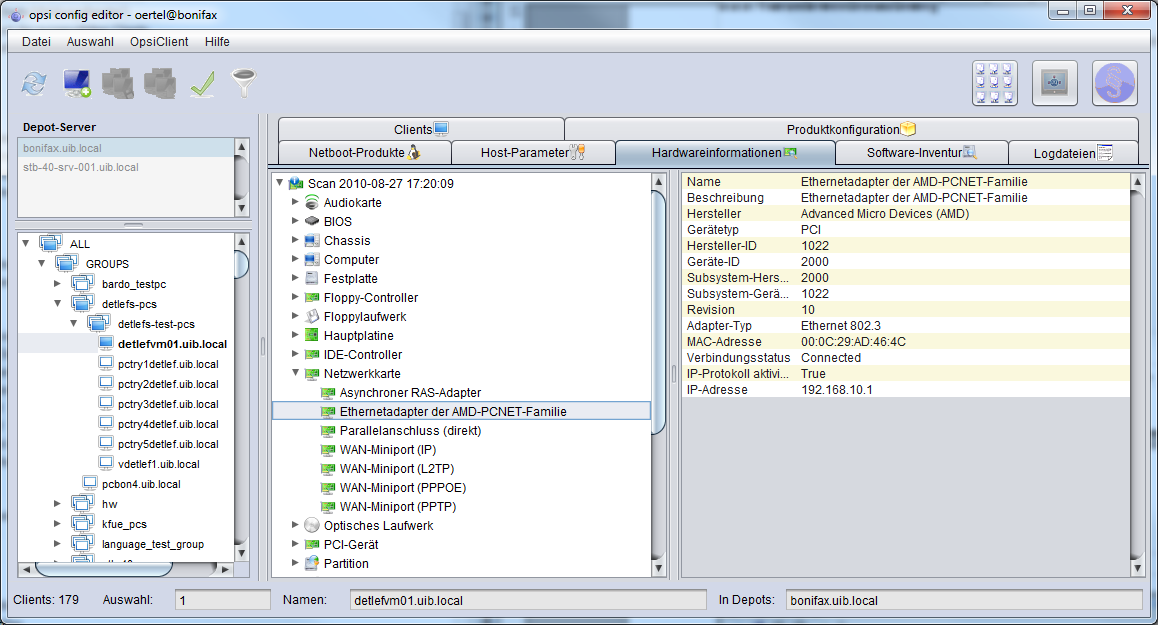 opsi config editor - oertel@bonifax
Datei Auswahl OpsiClient Hilfe
Depot-Server
bonifax.uib.local
stb-40-srv-001.uib.local
ALL
GROUPS
bardo_testpc
detlefs-pcs
detlefs-test-pcs
detlefvm01.uib.local
pctry1detlef.uib.local
pctry2detlef.uib.local
pctry3detlef.uib.local
pctry4detlef.uib.local
pctry5detlef.uib.local
vdetlef1.uib.local
pcbon4.uib.local
hw
kfue_pcs
language_test_group
Clients Produktkonfiguration
Netboot-Produkte Host-Parameter Hardwareinformationen Software-Inventur Logdateien
Scan 2010-08-27 17:20:09
Audiokarte
BIOS
Chassis
Computer
Festplatte
Floppy-Controller
Floppylaufwerk
Hauptplatine
IDE-Controller
Netzwerkkarte
Asynchroner RAS-Adapter
Ethernetadapter der AMD-PCNET-Familie
Parallelanschluss (direkt)
WAN-Miniport (IP)
WAN-Miniport (L2TP)
WAN-Miniport (PPPOE)
WAN-Miniport (PPTP)
Optisches Laufwerk
PCI-Gerät
Partition
Name Ethernetadapter der AMD-PCNET-Familie
Beschreibung Ethernetadapter der AMD-PCNET-Familie
Hersteller Advanced Micro Devices (AMD)
Gerätetyp PCI
Hersteller-ID 1022
Geräte-ID 2000
Subsystem-Hers... 2000
Subsystem-Gerä... 1022
Revision 10
Adapter-Typ Ethernet 802.3
MAC-Adresse 00:0C:29:AD:46:4C
Verbindungsstatus Connected
IP-Protokoll aktivi... True
IP-Adresse 192.168.10.1
Clients: 179 Auswahl: 1 Namen: detlefvm01.uib.local In Depots: bonifax.uib.local